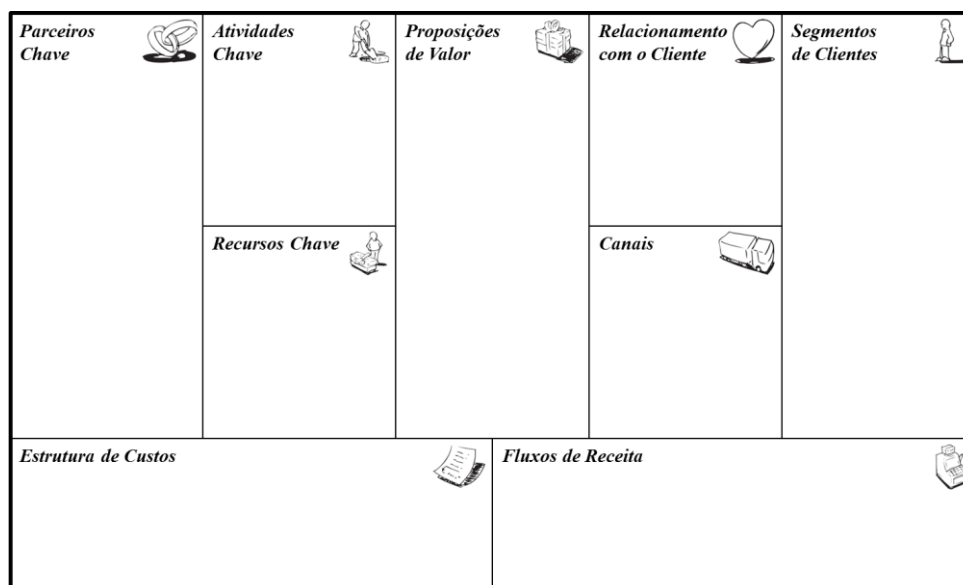 Parceiros
Chave
Atividades
Chave
Proposições
de Valor
Relacionamento
com o Cliente
Segmentos
de Clientes
Recursos Chave
Canais
Estrutura de Custos
Fluxos de Receita